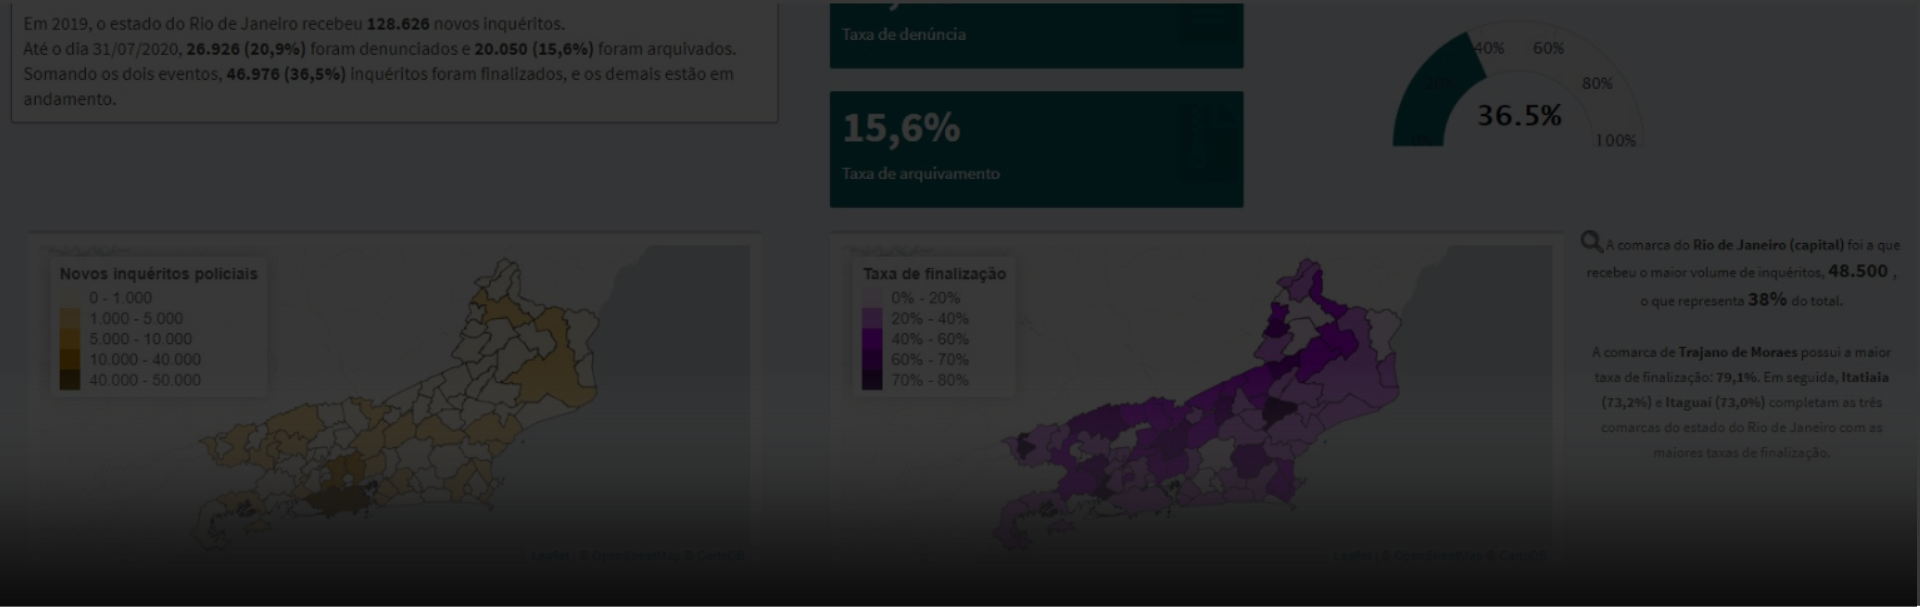 Em 2019, o estado do Rio de Janeiro recebeu 128.626 novos inquéritos.
Até o dia 31/07/2020, 26.926 (20,9%) foram denunciados e 20.050 (15,6%) foram arquivados.
Somando os dois eventos, 46.976 (36,5%) inquéritos foram finalizados, e os demais estão em
andamento.
Taxa de denúncia
15,6%
Taxa de arquivamento
0%
20%
40%
60%
80%
100%
36.5%
Novos inquéritos policiais
0 - 1.000
1.000 - 5.000
5.000 - 10.000
10.000 - 40.000
40.000 - 50.000
Leaflet | © OpenStreetMap © CartoDB
Taxa de finalização
0% - 20%
20% - 40%
40% - 60%
60% - 70%
70% - 80%
Leaflet | © OpenStreetMap © CartoDB
A comarca do Rio de Janeiro (capital) foi a que
recebeu o maior volume de inquéritos, 48.500 ,
o que representa 38% do total.
A comarca de Trajano de Moraes possui a maior
taxa de finalização: 79,1%. Em seguida, Itatiaia
(73,2%) e Itaguaí (73,0%) completam as três
comarcas do estado do Rio de Janeiro com as
maiores taxas de finalização.